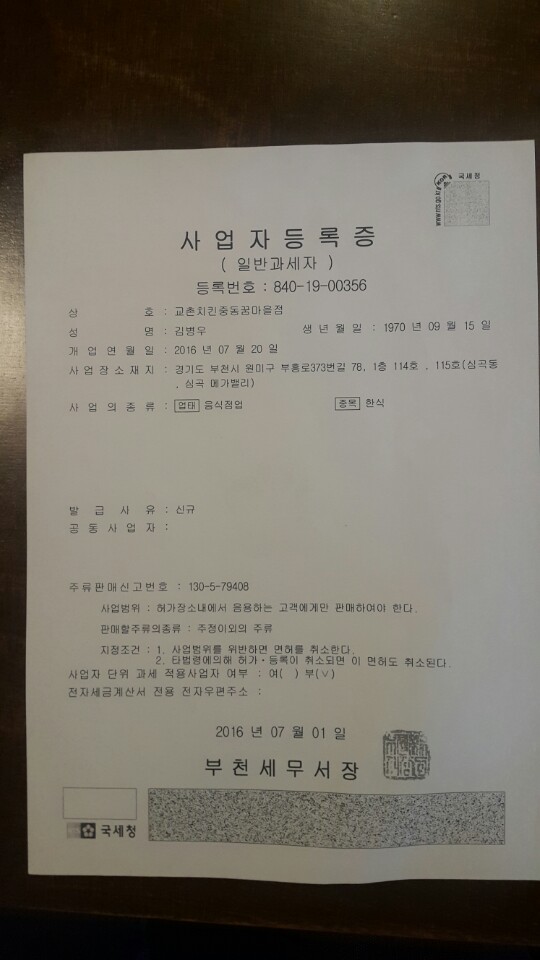 국세청
사업자등록증
( 일반과세자 )
등록번호 : 840-19-00356
상 호 : 교촌치킨중동꿈마을점
성 명 : 김병우 생 년 월 일 : 1970 년 09 월 15 일
개 업 연 월 일 : 2016 년 07 월 20 일
사 업 장 소 재 지 : 경기도 부천시 원미구 부흥로373번길 78, 1층 114호 . 115호(심곡동
, 심곡 메가밸리)
사 업 의 종 류 : 업태 음식점업 종목 한식
발 급 사 유 : 신규
공 동 사 업 자 :
주류판매신고번호 : 130-5-79408
사업범위 : 허가장소내에서 음용하는 고객에게만 판매하여야 한다.
판매할주류의종류 : 주정이외의 주류
지정조건 : 1. 사업범위를 위반하면 면허를 취소한다.
2. 타법령에의해 허가·등록이 취소되면 이 면허도 취소된다.
사업자 단위 과세 적용사업자 여부 : 여( ) 부(∨)
전자세금계산서 전용 전자우편주소 :
2016 년 07 월 01 일
부천세무서장
국세청